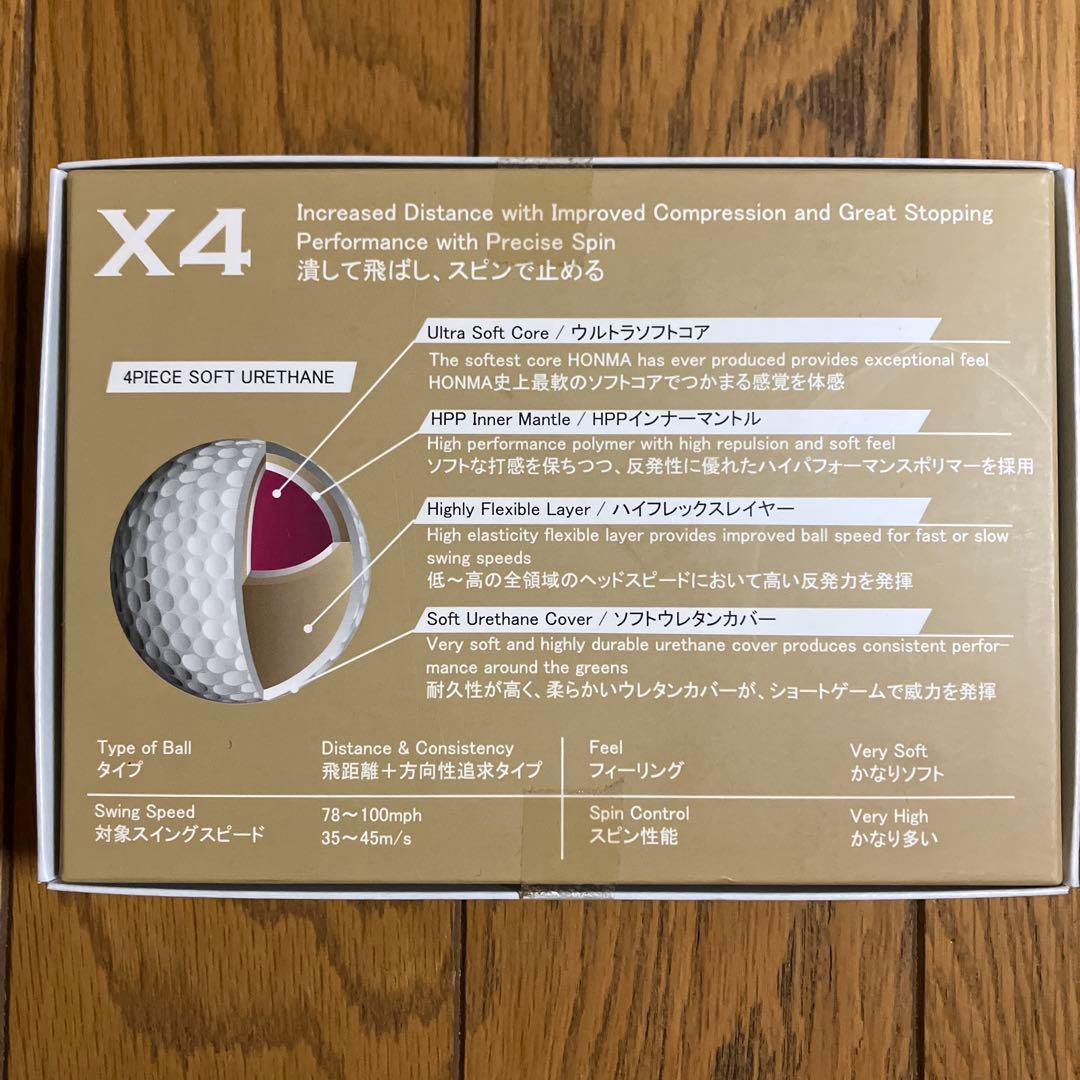 X4
Increased Distance with Improved Compression and Great Stopping
Performance with Precise Spin
潰して飛ばし、スピンで止める
4PIECE SOFT URETHANE
Ultra Soft Core / ウルトラソフトコア
The softest core HONMA has ever produced provides exceptional feel
HONMA史上最軟のソフトコアでつかまる感覚を体感
HPP Inner Mantle / HPPインナーマントル
High performance polymer with high repulsion and soft feel
ソフトな打感を保ちつつ、反発性に優れたハイパフォーマンスポリマーを採用
Highly Flexible Layer / ハイフレックスレイヤー
High elasticity flexible layer provides improved ball speed for fast or slow
swing speeds
低～高の全領域のヘッドスピードにおいて高い反発力を発揮
Soft Urethane Cover / ソフトウレタンカバー
Very soft and highly durable urethane cover produces consistent perfor-
mance around the greens
耐久性が高く、柔らかいウレタンカバーが、ショートゲームで威力を発揮
Type of Ball
タイプ
Distance & Consistency
飛距離＋方向性追求タイプ
Feel
フィーリング
Very Soft
かなりソフト
Swing Speed
対象スイングスピード
78～100mph
35～45m/s
Spin Control
スピン性能
Very High
かなり多い